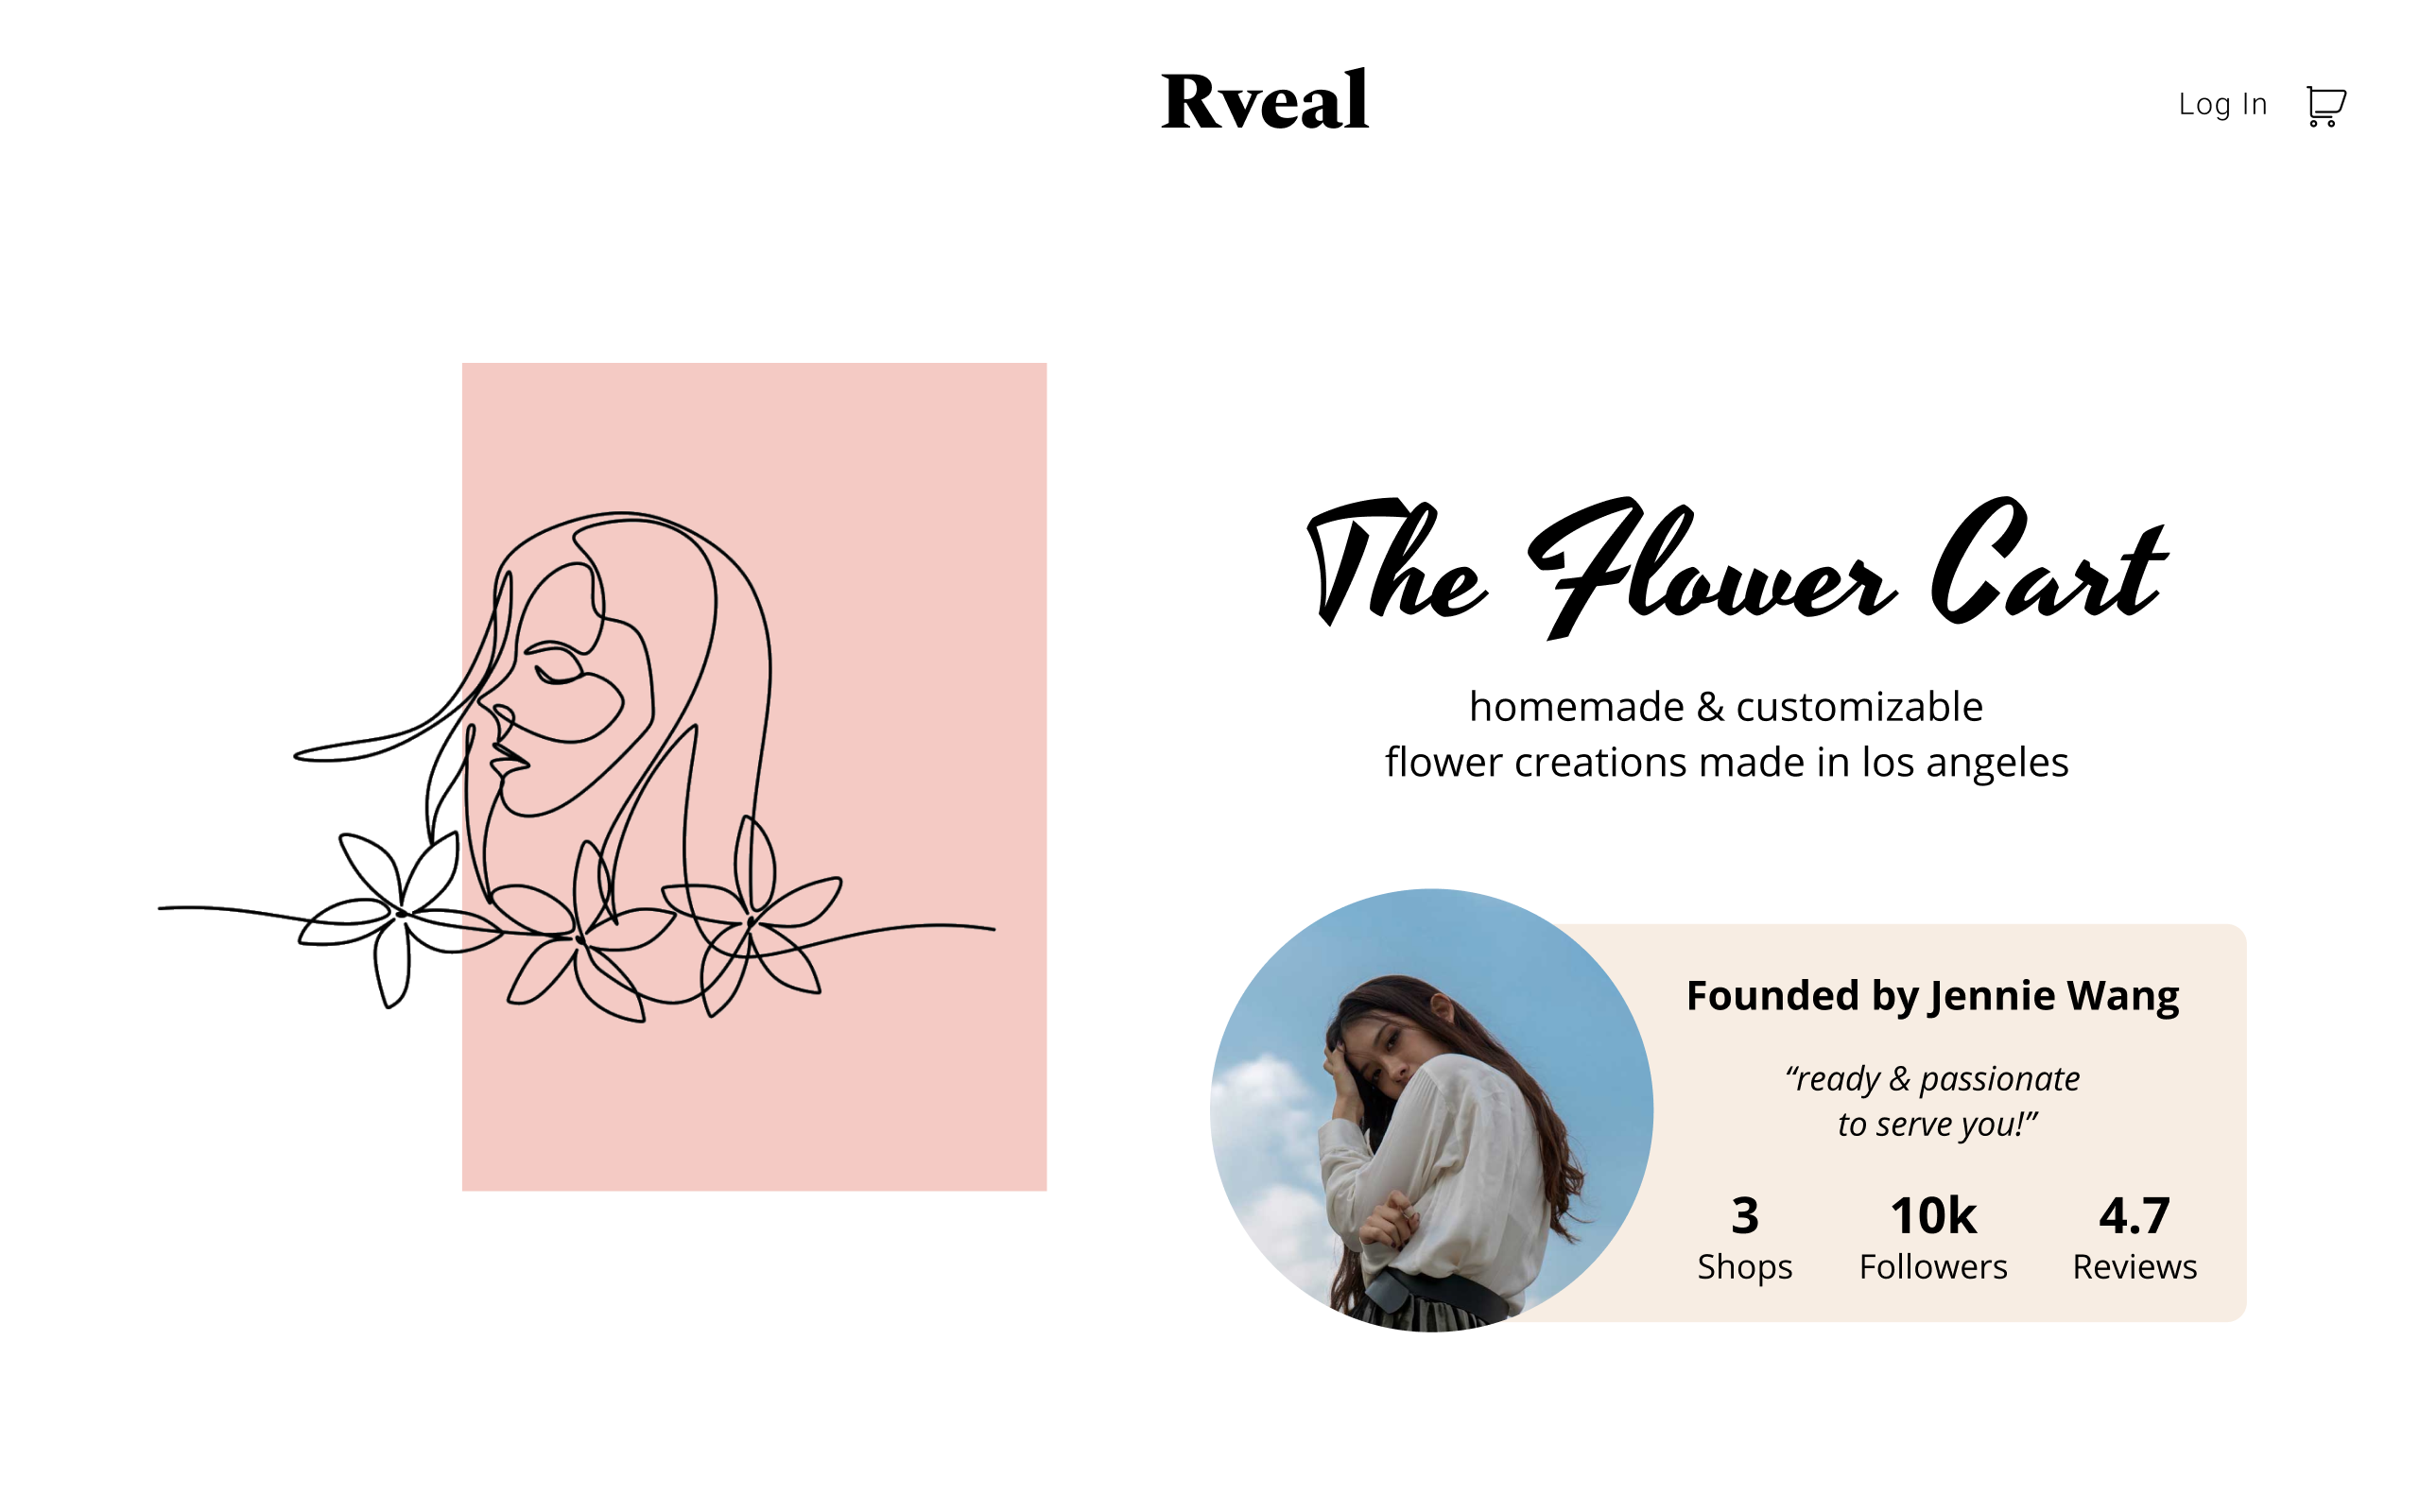 Rveal
Log In
The Flower Cart
homemade & customizable
flower creations made in los angeles
Founded by Jennie Wang
“ready & passionate
to serve you!”
3 10k 4.7
Shops Followers Reviews